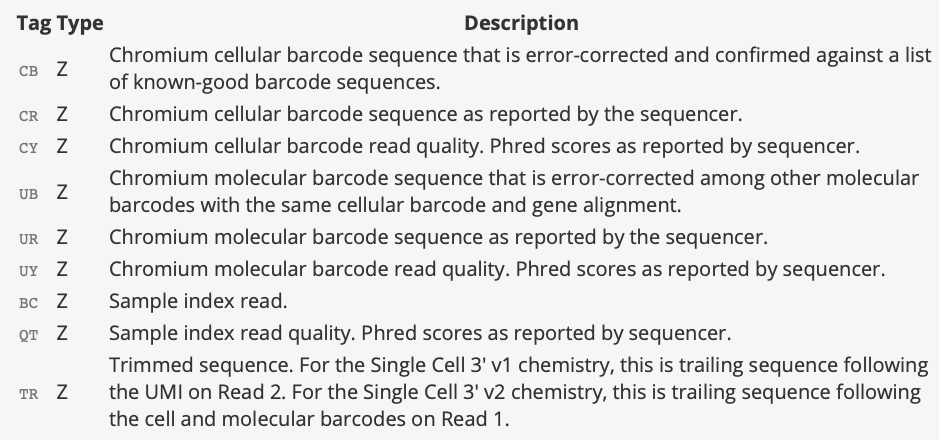 Tag Type Description
CB Z Chromium cellular barcode sequence that is error-corrected and confirmed against a list
of known-good barcode sequences.
CR Z Chromium cellular barcode sequence as reported by the sequencer.
CY Z Chromium cellular barcode read quality. Phred scores as reported by sequencer.
UB Z Chromium molecular barcode sequence that is error-corrected among other molecular
barcodes with the same cellular barcode and gene alignment.
UR Z Chromium molecular barcode sequence as reported by the sequencer.
UY Z Chromium molecular barcode read quality. Phred scores as reported by sequencer.
BC Z Sample index read.
QT Z Sample index read quality. Phred scores as reported by sequencer.
Trimmed sequence. For the Single Cell 3' v1 chemistry, this is trailing sequence following
TR Z the UMI on Read 2. For the Single Cell 3' v2 chemistry, this is trailing sequence following
the cell and molecular barcodes on Read 1.